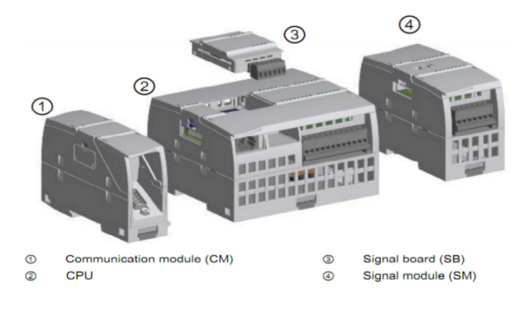 ③
④
②
①
① Communication module (CM)
② CPU
③ Signal board (SB)
④ Signal module (SM)